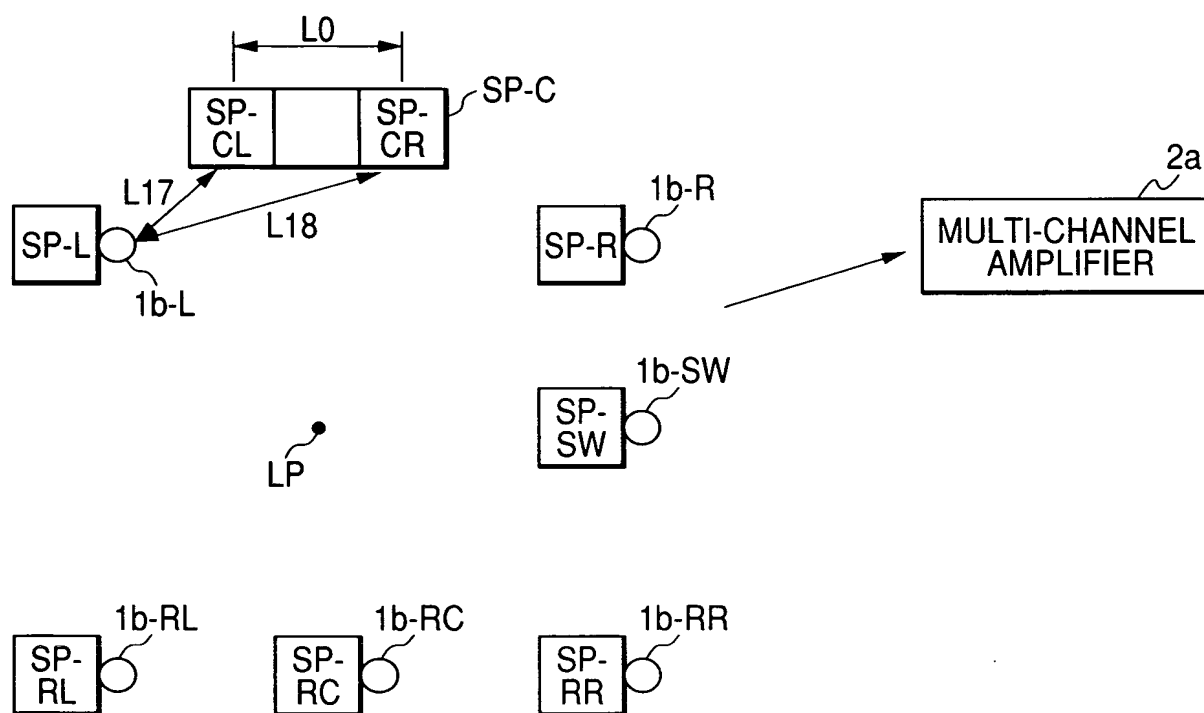 L0
SP-C
SP-
CL
SP-
CR
L17
L18
SP-L
1b-L
1b-R
SP-R
2a
MULTI-CHANNEL
AMPLIFIER
1b-SW
SP-
SW
LP
1b-RL
SP-
RL
1b-RC
SP-
RC
1b-RR
SP-
RR